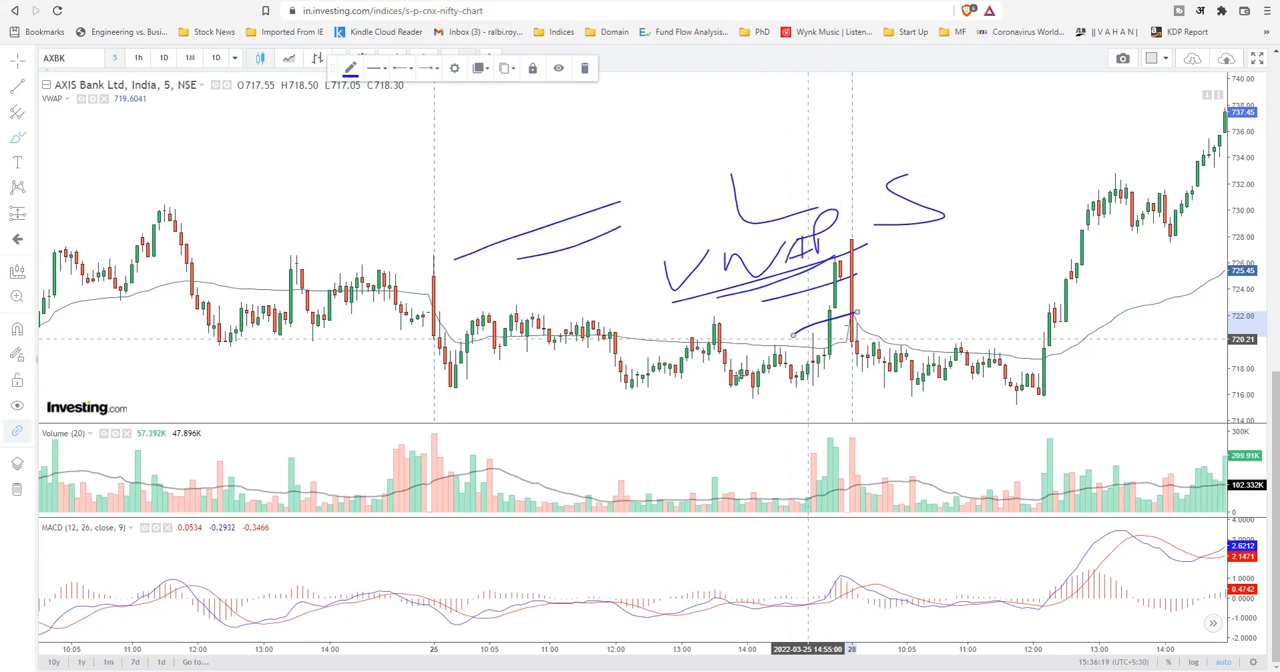 in.investing.com/indices/s-p-cnx-nifty-chart
Bookmarks Engineering vs. Busi... Stock News Imported From IE Kindle Cloud Reader Inbox (3) - ralbi.roy... Indices Domain Fund Flow Analysis... PhD Wynk Music | Listen... Start Up MF Coronavirus World... || V A H A N | KDP Report »
AXBK 5 1h 1D 1M 1D
AXIS Bank Ltd, India, 5, NSE O717.55 H718.50 L717.05 C718.30
VWAP 719.6041
740.00
738.00
737.45
736.00
734.00
732.00
730.00
728.00
726.00
725.45
724.00
722.00
720.21
718.00
716.00
714.00
L
S
VWAP
Investing.com
Volume (20) 57.392K 47.896K
300K
209.91K
102.332K
0
MACD (12, 26, close, 9) 0.0534 -0.2932 -0.3466
4.0000
2.6212
2.1471
1.0000
0.4742
0.0000
-1.0000
-2.0000
10:05 12:00 13:00 14:00 25 10:05 11:00 12:00 13:00 14:00 2022-03-25 14:55:00 28 10:05 11:00 12:00 13:00 14:00
10y 1y 1m 7d 1d Go to... 15:36:19 (UTC+5:30) % log auto